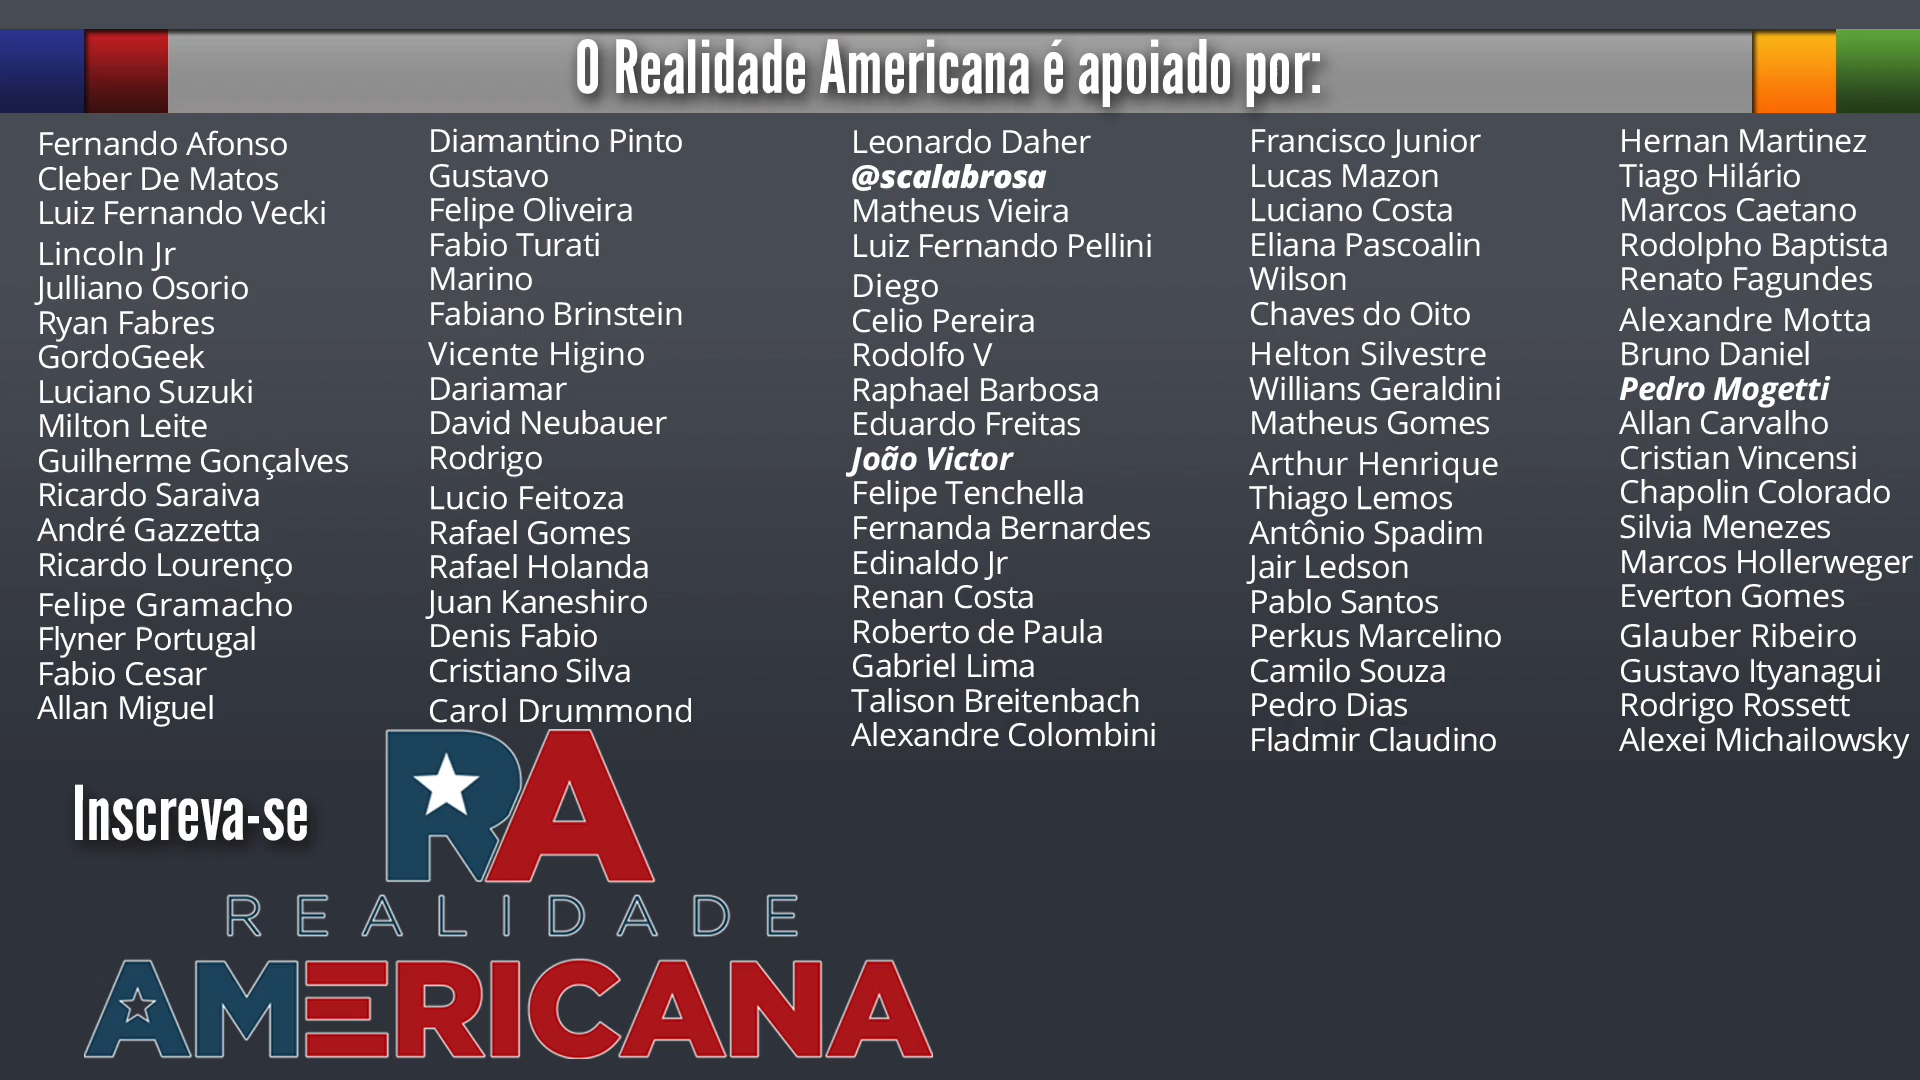 O Realidade Americana é apoiado por:
Fernando Afonso
Cleber De Matos
Luiz Fernando Vecki
Lincoln Jr
Julliano Osorio
Ryan Fabres
GordoGeek
Luciano Suzuki
Milton Leite
Guilherme Gonçalves
Ricardo Saraiva
André Gazzetta
Ricardo Lourenço
Felipe Gramacho
Flyner Portugal
Fabio Cesar
Allan Miguel
Diamantino Pinto
Gustavo
Felipe Oliveira
Fabio Turati
Marino
Fabiano Brinstein
Vicente Higino
Dariamar
David Neubauer
Rodrigo
Lucio Feitoza
Rafael Gomes
Rafael Holanda
Juan Kaneshiro
Denis Fabio
Cristiano Silva
Carol Drummond
Leonardo Daher
@scalabrosa
Matheus Vieira
Luiz Fernando Pellini
Diego
Celio Pereira
Rodolfo V
Raphael Barbosa
Eduardo Freitas
João Victor
Felipe Tenchella
Fernanda Bernardes
Edinaldo Jr
Renan Costa
Roberto de Paula
Gabriel Lima
Talison Breitenbach
Alexandre Colombini
Francisco Junior
Lucas Mazon
Luciano Costa
Eliana Pascoalin
Wilson
Chaves do Oito
Helton Silvestre
Willians Geraldini
Matheus Gomes
Arthur Henrique
Thiago Lemos
Antônio Spadim
Jair Ledson
Pablo Santos
Perkus Marcelino
Camilo Souza
Pedro Dias
Fladmir Claudino
Hernan Martinez
Tiago Hilário
Marcos Caetano
Rodolpho Baptista
Renato Fagundes
Alexandre Motta
Bruno Daniel
Pedro Mogetti
Allan Carvalho
Cristian Vincensi
Chapolin Colorado
Silvia Menezes
Marcos Hollerweger
Everton Gomes
Glauber Ribeiro
Gustavo Ityanagui
Rodrigo Rossett
Alexei Michailowsky
Inscreva-se
RA
REALIDADE
AMERICANA